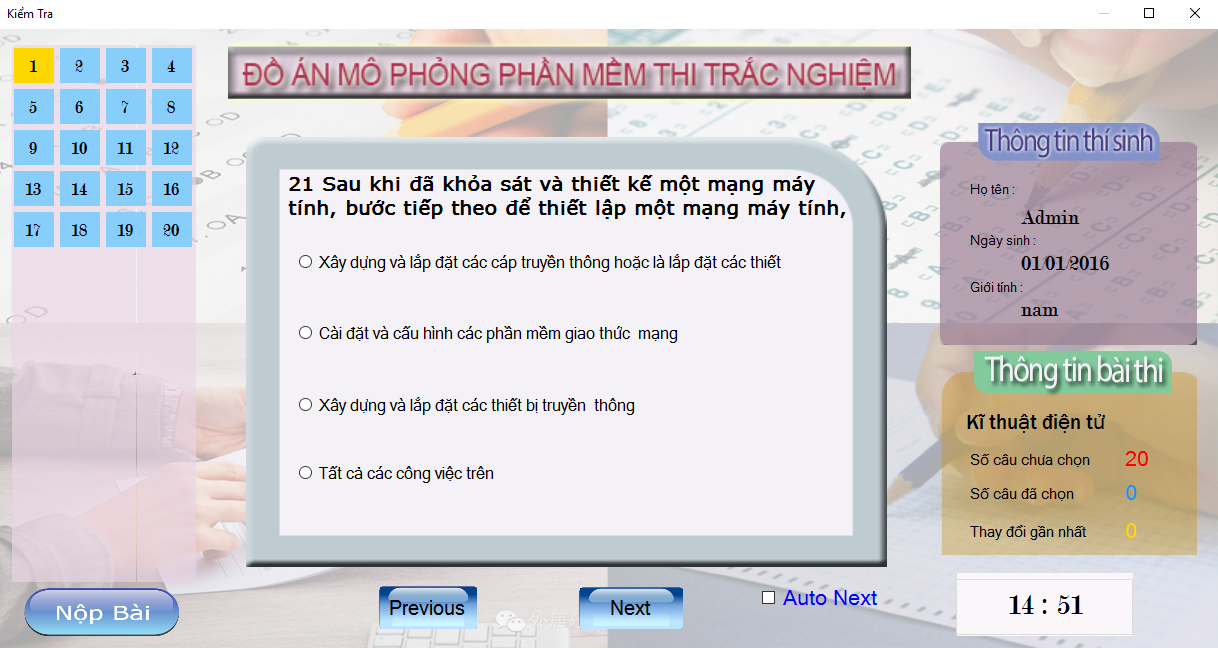 Kiểm Tra
1 2 3 4
5 6 7 8
9 10 11 12
13 14 15 16
17 18 19 20
ĐỒ ÁN MÔ PHỎNG PHẦN MỀM THI TRẮC NGHIỆM
21 Sau khi đã khỏa sát và thiết kế một mạng máy
tính, bước tiếp theo để thiết lập một mạng máy tính,
Xây dựng và lắp đặt các cáp truyền thông hoặc là lắp đặt các thiết
Cài đặt và cấu hình các phần mềm giao thức  mạng
Xây dựng và lắp đặt các thiết bị truyền  thông
Tất cả các công việc trên
Thông tin thí sinh
Họ tên :
Admin
Ngày sinh :
01/01/2016
Giới tính :
nam
Thông tin bài thi
Kĩ thuật điện tử
Số câu chưa chọn 20
Số câu đã chọn 0
Thay đổi gần nhất 0
Nộp Bài
Previous
Next
Auto Next
14 : 51